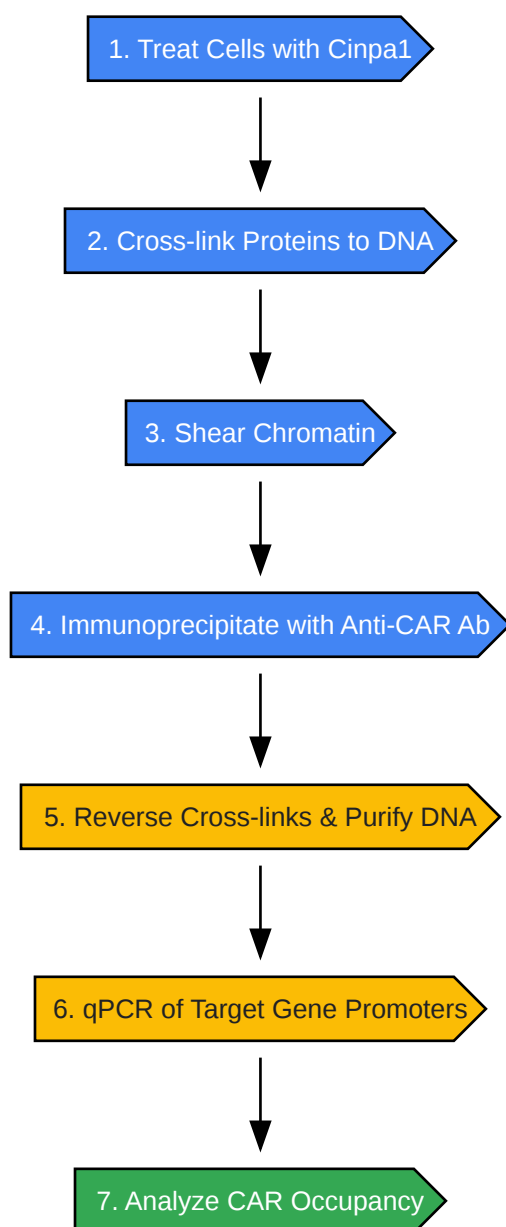 1. Treat Cells with Cinpa1
2. Cross-link Proteins to DNA
3. Shear Chromatin
4. Immunoprecipitate with Anti-CAR Ab
5. Reverse Cross-links & Purify DNA
6. qPCR of Target Gene Promoters
7. Analyze CAR Occupancy